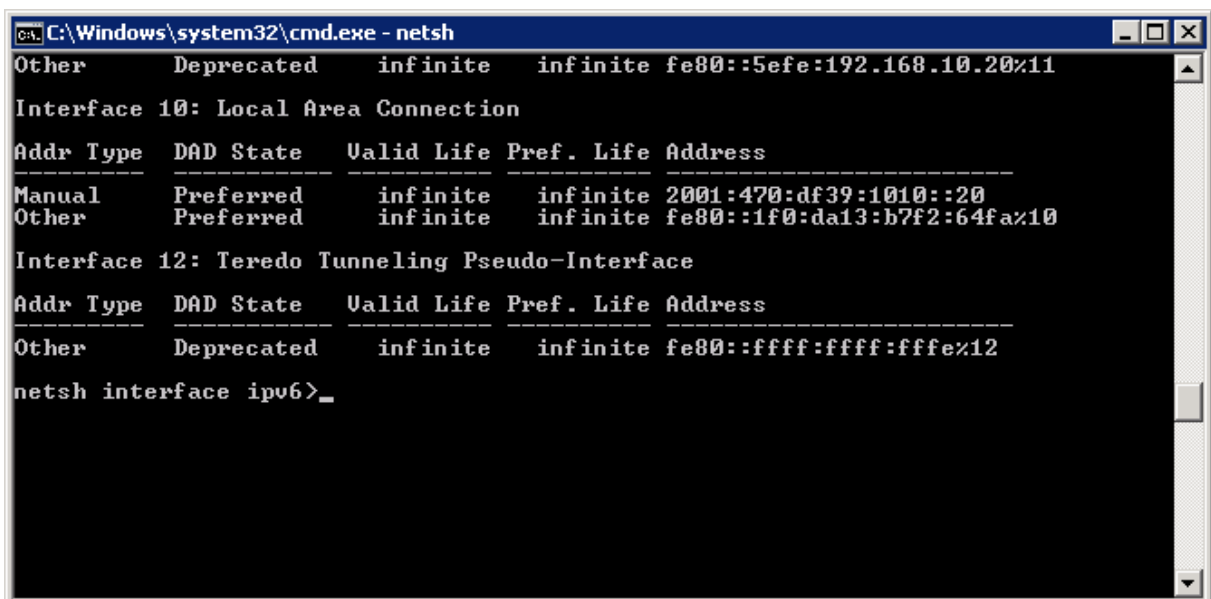 C:\Windows\system32\cmd.exe - netsh
Other Deprecated infinite infinite fe80::5efe:192.168.10.20%11
Interface 10: Local Area Connection
Addr Type DAD State Valid Life Pref. Life Address
--------- ----------- ---------- ---------- ------------------------
Manual Preferred infinite infinite 2001:470:df39:1010::20
Other Preferred infinite infinite fe80::1f0:da13:b7f2:64fa%10
Interface 12: Teredo Tunneling Pseudo-Interface
Addr Type DAD State Valid Life Pref. Life Address
--------- ----------- ---------- ---------- ------------------------
Other Deprecated infinite infinite fe80::ffff:ffff:fffe%12
netsh interface ipv6>_